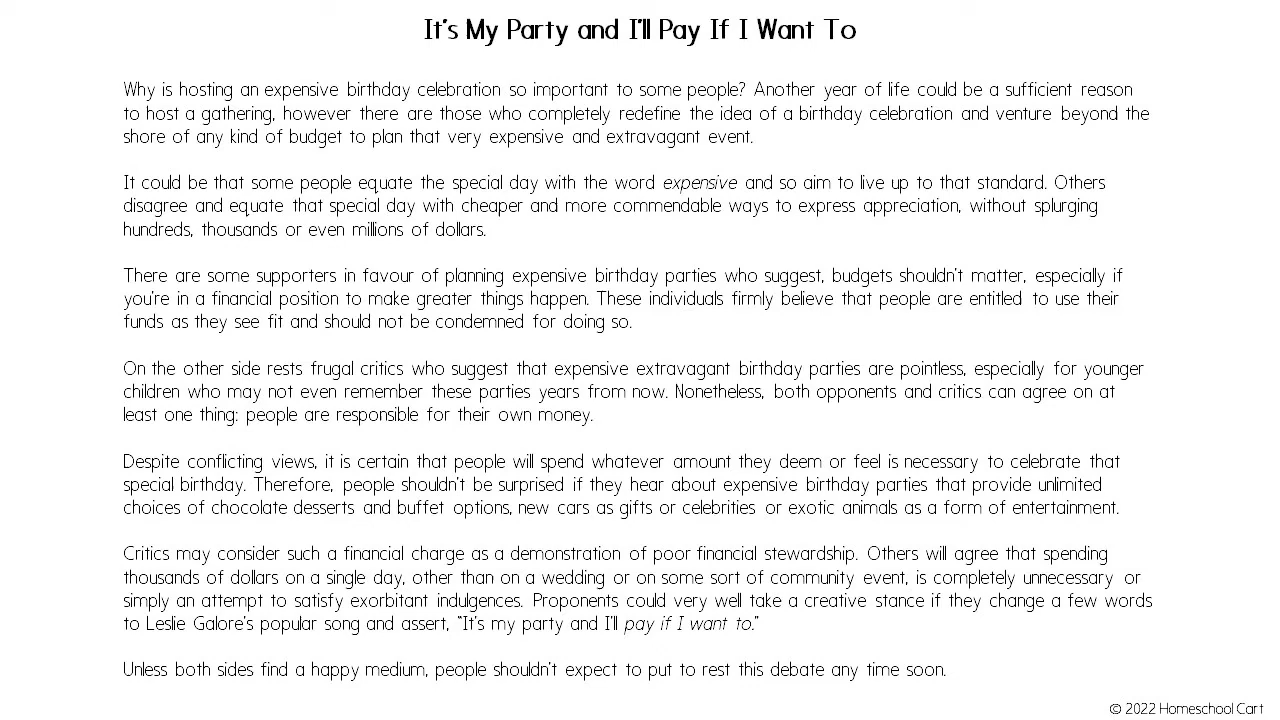 It's My Party and I'll Pay If I Want To
Why is hosting an expensive birthday celebration so important to some people? Another year of life could be a sufficient reason
to host a gathering, however there are those who completely redefine the idea of a birthday celebration and venture beyond the
shore of any kind of budget to plan that very expensive and extravagant event.
It could be that some people equate the special day with the word expensive and so aim to live up to that standard. Others
disagree and equate that special day with cheaper and more commendable ways to express appreciation, without splurging
hundreds, thousands or even millions of dollars.
There are some supporters in favour of planning expensive birthday parties who suggest, budgets shouldn't matter, especially if
you're in a financial position to make greater things happen. These individuals firmly believe that people are entitled to use their
funds as they see fit and should not be condemned for doing so.
On the other side rests frugal critics who suggest that expensive extravagant birthday parties are pointless, especially for younger
children who may not even remember these parties years from now. Nonetheless, both opponents and critics can agree on at
least one thing: people are responsible for their own money.
Despite conflicting views, it is certain that people will spend whatever amount they deem or feel is necessary to celebrate that
special birthday. Therefore, people shouldn't be surprised if they hear about expensive birthday parties that provide unlimited
choices of chocolate desserts and buffet options, new cars as gifts or celebrities or exotic animals as a form of entertainment.
Critics may consider such a financial charge as a demonstration of poor financial stewardship. Others will agree that spending
thousands of dollars on a single day, other than on a wedding or on some sort of community event, is completely unnecessary or
simply an attempt to satisfy exorbitant indulgences. Proponents could very well take a creative stance if they change a few words
to Leslie Galore's popular song and assert, "It's my party and I'll pay if I want to."
Unless both sides find a happy medium, people shouldn't expect to put to rest this debate any time soon.
© 2022 Homeschool Cart